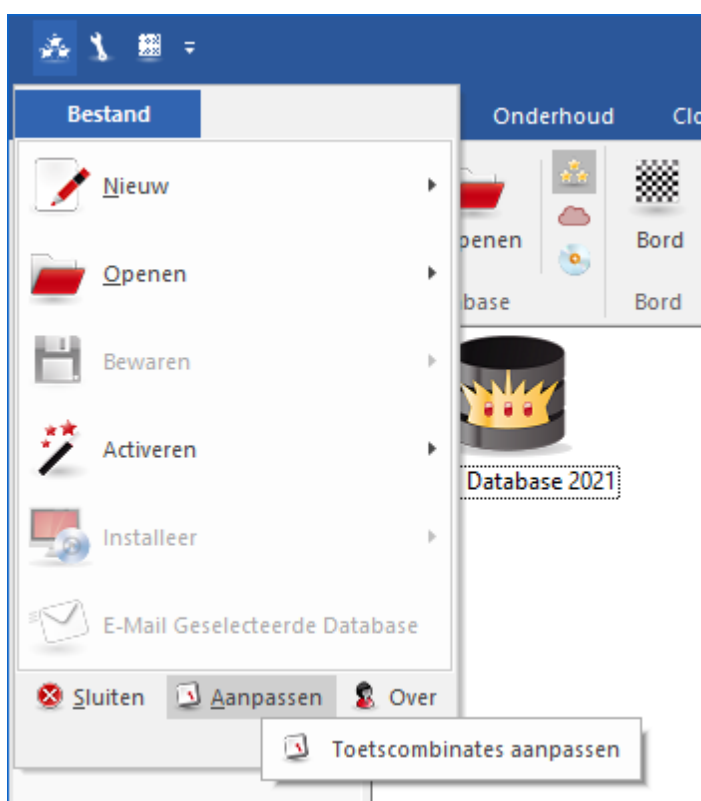 Bestand
Onderhoud
Clo
Nieuw
Openen
Bewaren
Activeren
Installeer
E-Mail Geselecteerde Database
Sluiten
Aanpassen
Over
Toetscombinates aanpassen
penen
Bord
base
Bord
Database 2021